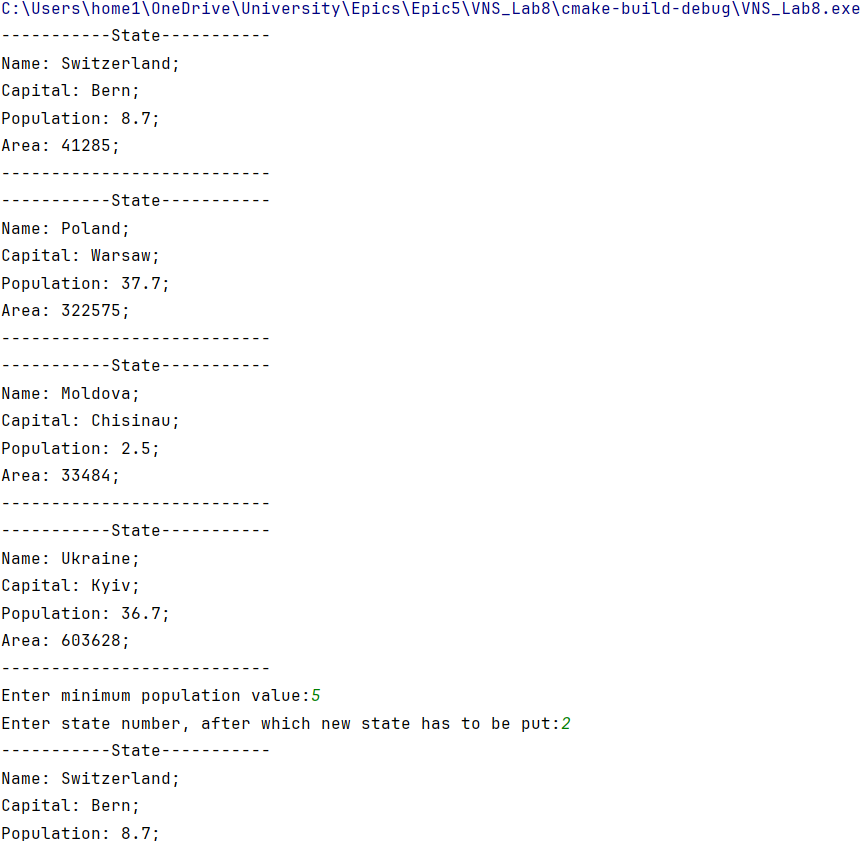 C:\Users\home1\OneDrive\University\Epics\Epic5\VNS_Lab8\cmake-build-debug\VNS_Lab8.exe
-----------State-----------
Name: Switzerland;
Capital: Bern;
Population: 8.7;
Area: 41285;
---------------------------
-----------State-----------
Name: Poland;
Capital: Warsaw;
Population: 37.7;
Area: 322575;
---------------------------
-----------State-----------
Name: Moldova;
Capital: Chisinau;
Population: 2.5;
Area: 33484;
---------------------------
-----------State-----------
Name: Ukraine;
Capital: Kyiv;
Population: 36.7;
Area: 603628;
---------------------------
Enter minimum population value:5
Enter state number, after which new state has to be put:2
-----------State-----------
Name: Switzerland;
Capital: Bern;
Population: 8.7;